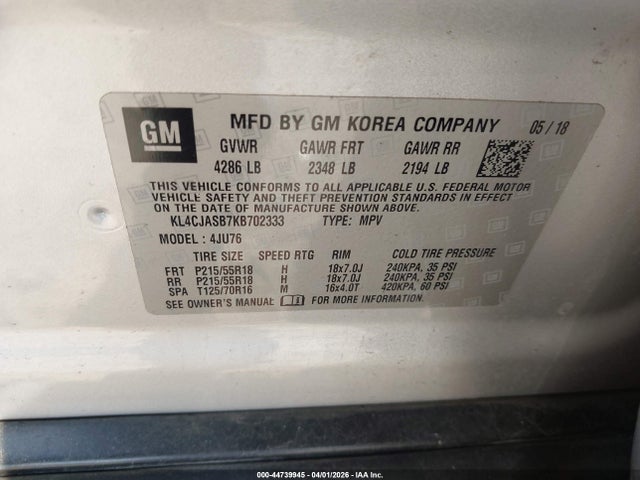 GM MFD BY GM KOREA COMPANY 05 / 18
GVWR GAWR FRT GAWR RR
4286 LB 2348 LB 2194 LB
THIS VEHICLE CONFORMS TO ALL APPLICABLE U.S. FEDERAL MOTOR
VEHICLE SAFETY AND THEFT PREVENTION STANDARDS IN EFFECT
ON THE DATE OF MANUFACTURE SHOWN ABOVE.
KL4CJASB7KB702333 TYPE: MPV
MODEL : 4JU76
TIRE SIZE SPEED RTG RIM COLD TIRE PRESSURE
FRT P215/55R18 H 18x7.0J 240KPA, 35 PSI
RR P215/55R18 H 18x7.0J 240KPA, 35 PSI
SPA T125/70R16 M 16x4.0T 420KPA, 60 PSI
SEE OWNER'S MANUAL FOR MORE INFORMATION.
000-44739945 - 04/01/2026 - IAA Inc.